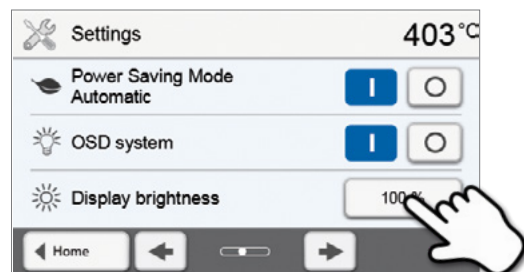 Settings 403°C
Power Saving Mode
Automatic
I O
OSD system
I O
Display brightness
100 %
Home